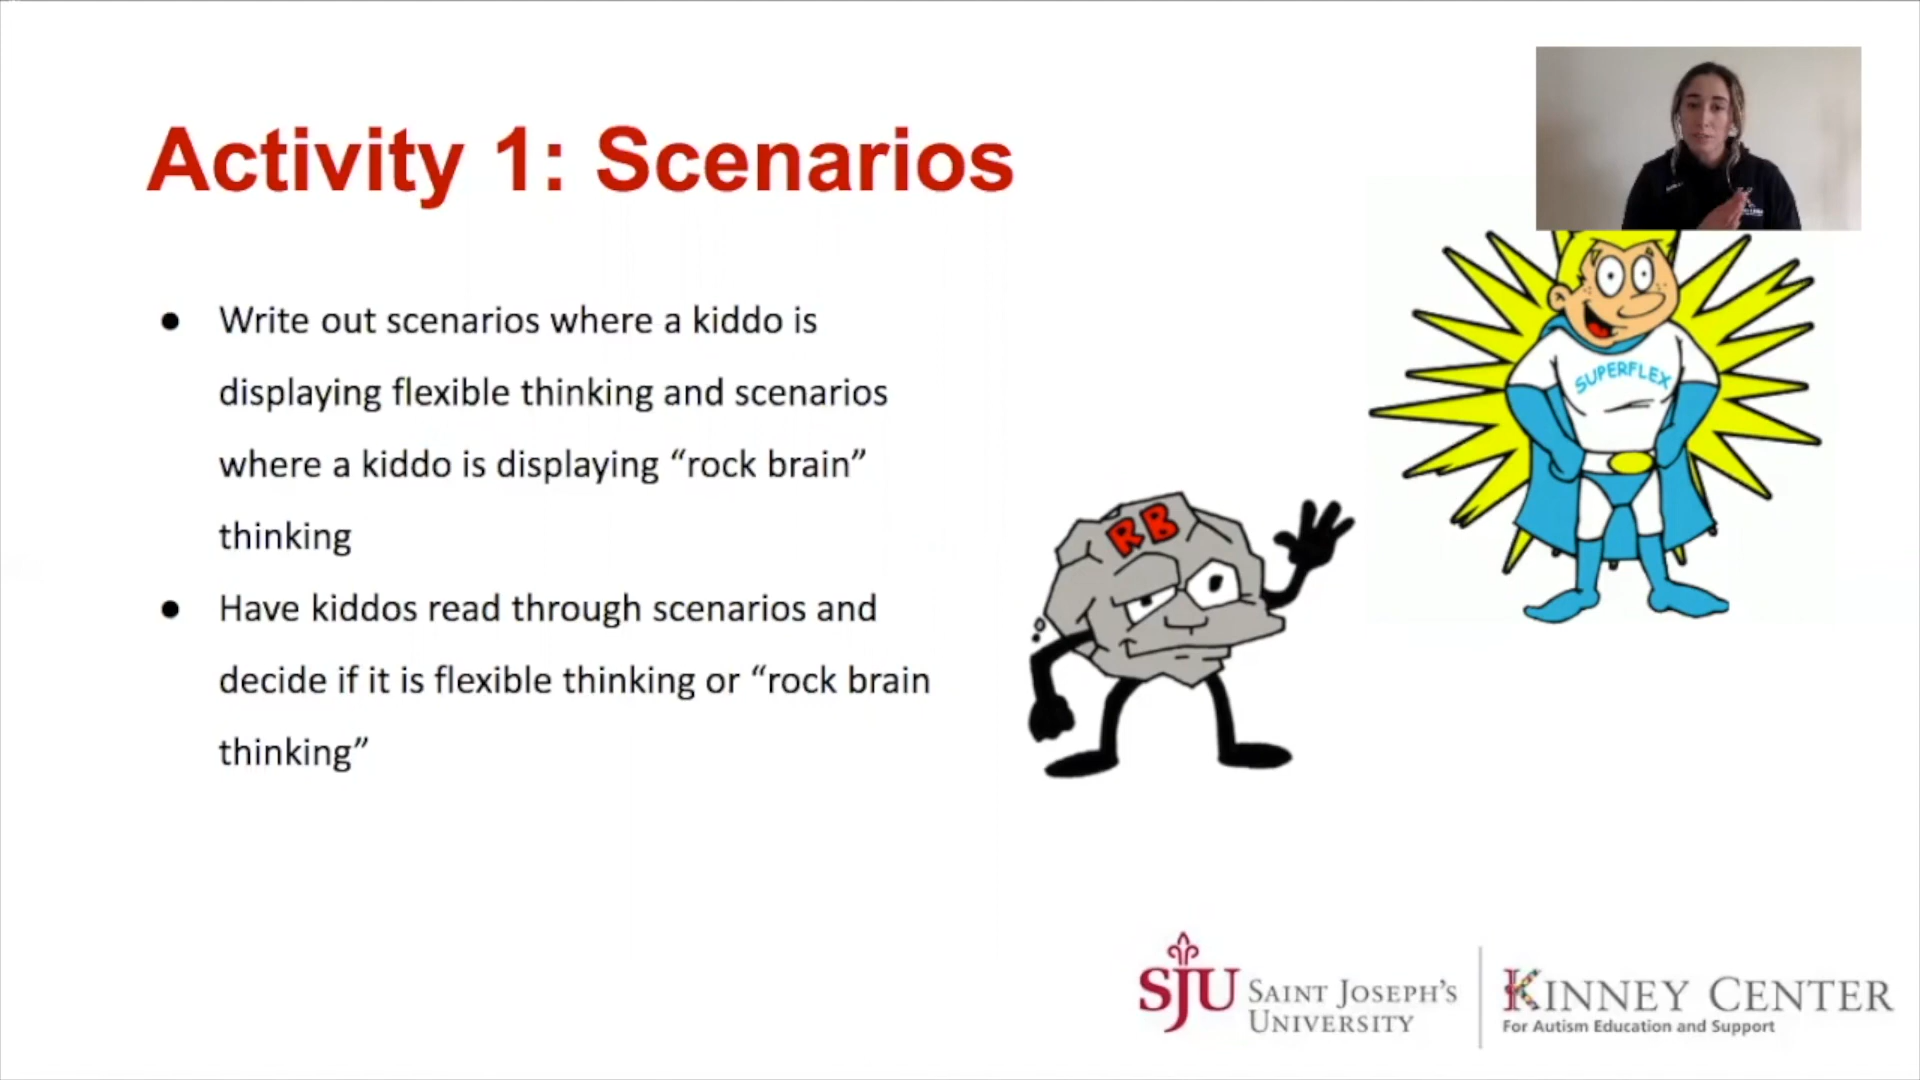 Activity 1: Scenarios
● Write out scenarios where a kiddo is
displaying flexible thinking and scenarios
where a kiddo is displaying “rock brain”
thinking
● Have kiddos read through scenarios and
decide if it is flexible thinking or “rock brain
thinking”
SUPERFLEX
RB
SJU SAINT JOSEPH'S
UNIVERSITY
KINNEY CENTER
For Autism Education and Support